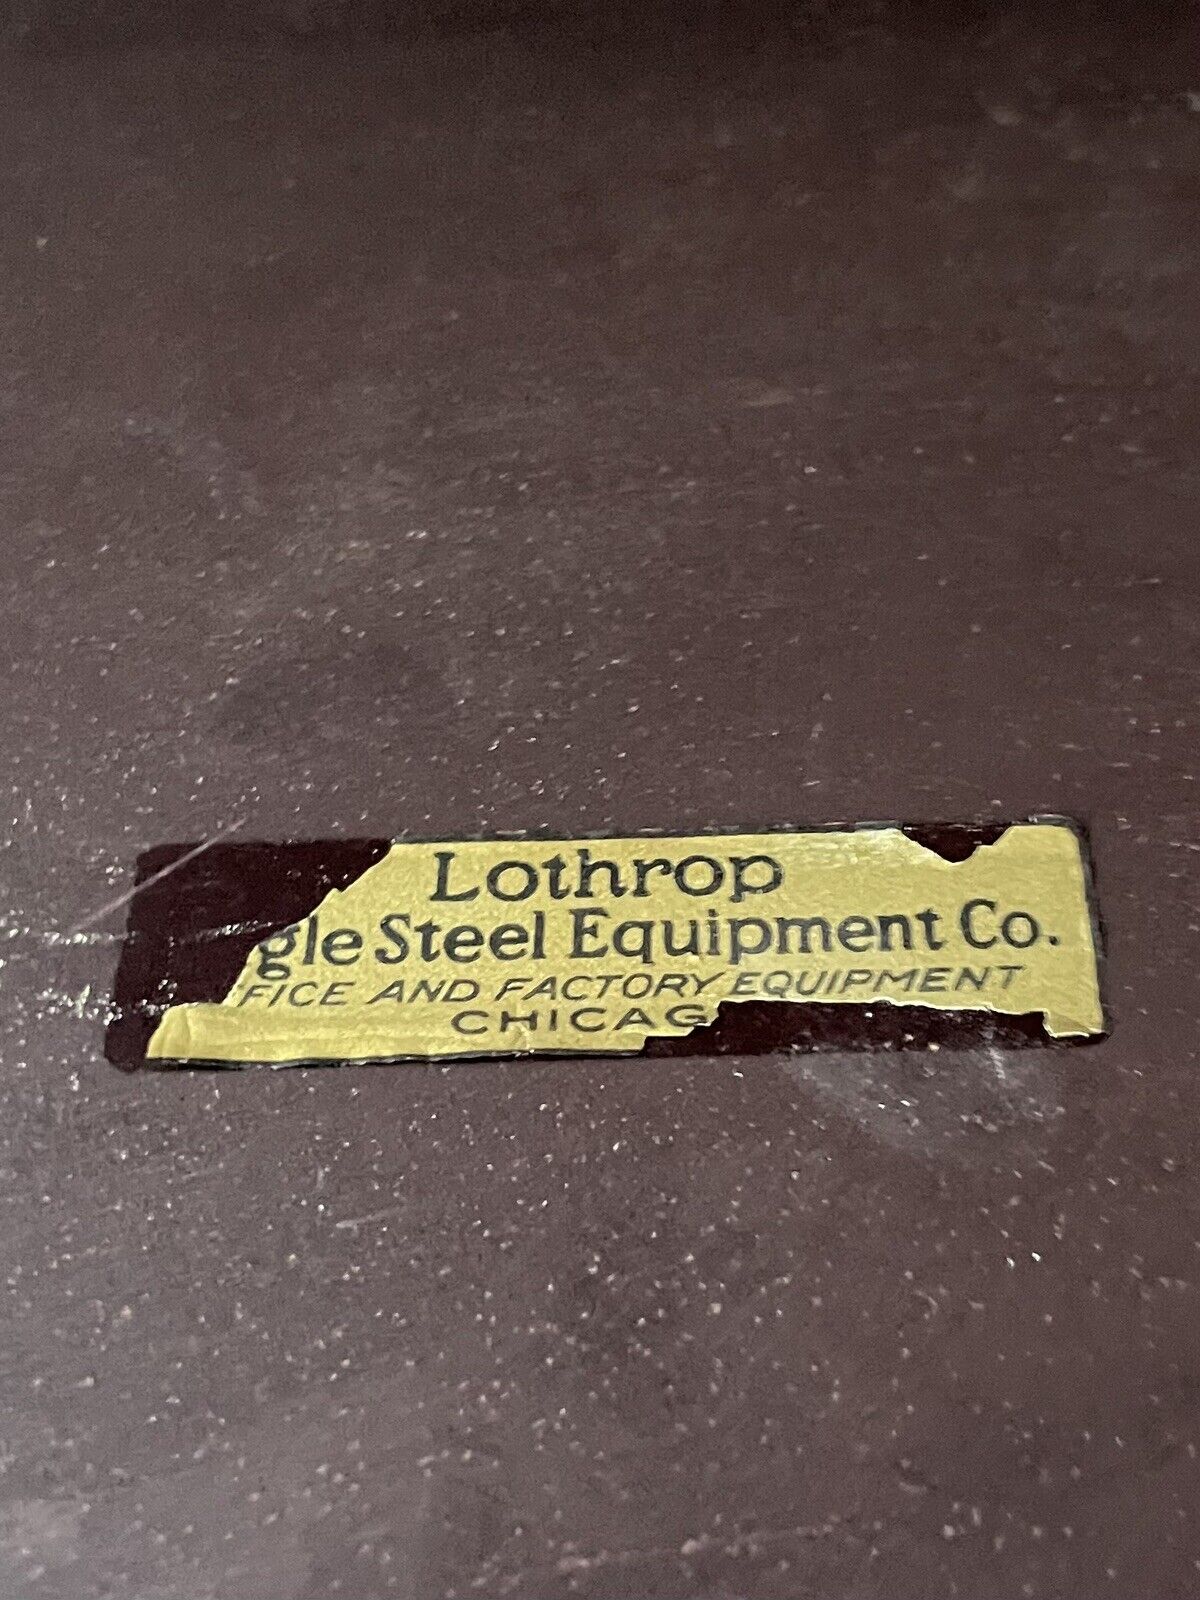 Lothrop
gle Steel Equipment Co.
FICE AND FACTORY EQUIPMENT
CHICAG